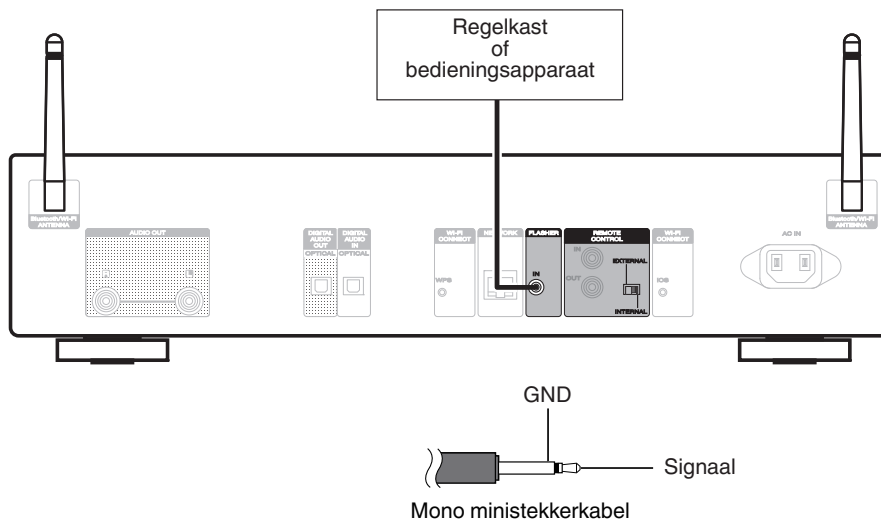 Regelkast
of
bedieningsapparaat
Bluetooth/Wi-Fi
ANTENNA
AUDIO OUT
DIGITAL
AUDIO
OUT
OPTICAL
DIGITAL
AUDIO
IN
OPTICAL
WI-FI
CONNECT
WPS
NETWORK
FLASHER
IN
REMOTE
CONTROL
IN
OUT
EXTERNAL
INTERNAL
WI-FI
CONNECT
iOS
AC IN
Bluetooth/Wi-Fi
ANTENNA
GND
Signaal
Mono ministekkerkabel